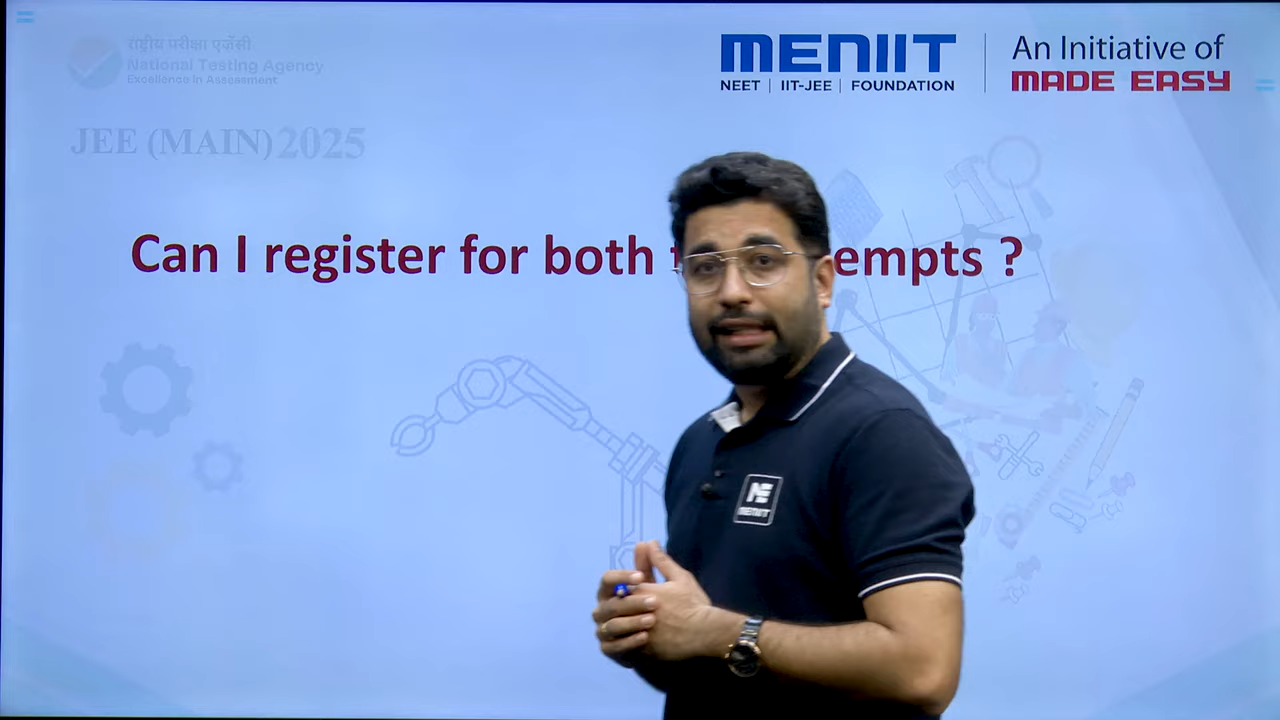 राष्ट्रीय परीक्षा एजेंसी
National Testing Agency
Excellence in Assessment
MENIIT
NEET | IIT-JEE | FOUNDATION
An Initiative of
MADE EASY
JEE (MAIN) 2025
Can I register for both empts ?
NE
MENIIT